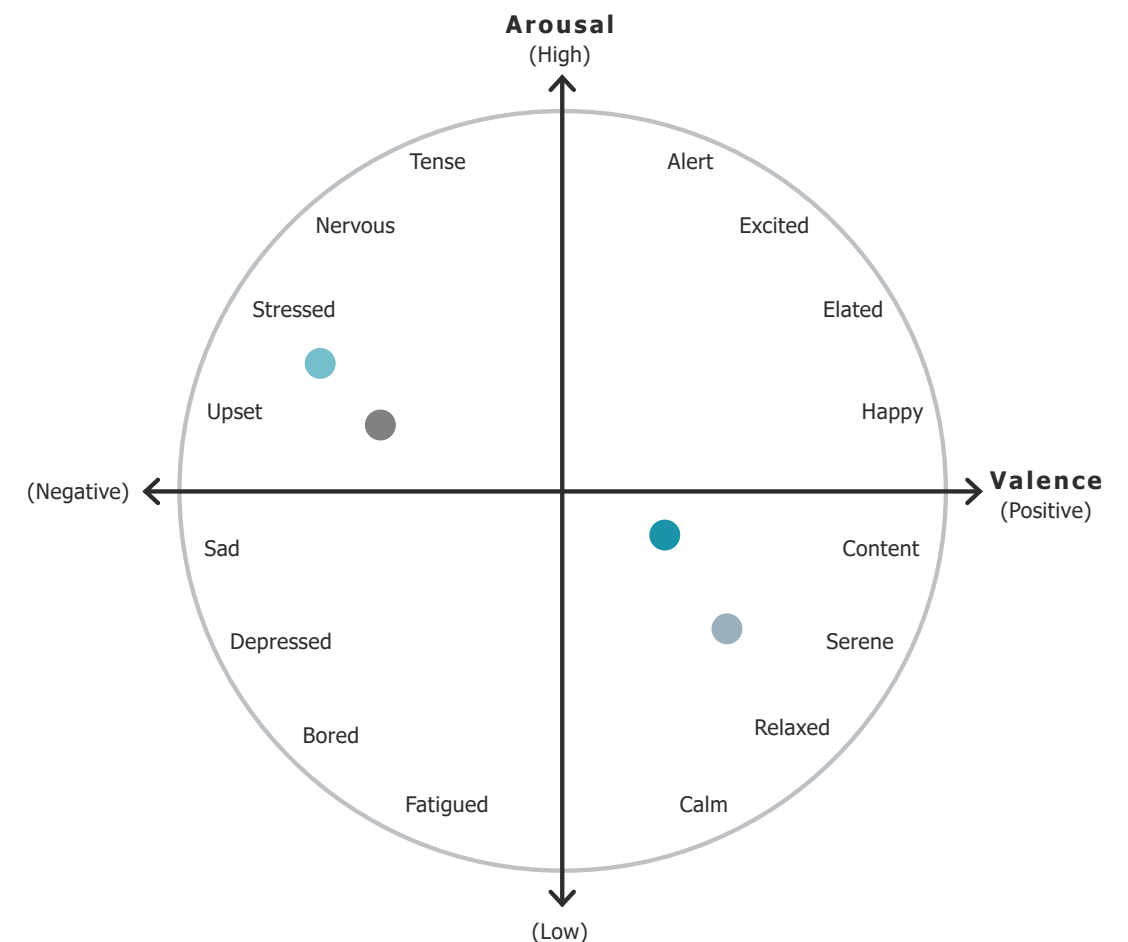 Arousal
(High)
Tense
Alert
Nervous
Excited
Stressed
Elated
Upset
Happy
(Negative)
Valence
(Positive)
Sad
Content
Depressed
Serene
Bored
Relaxed
Fatigued
Calm
(Low)